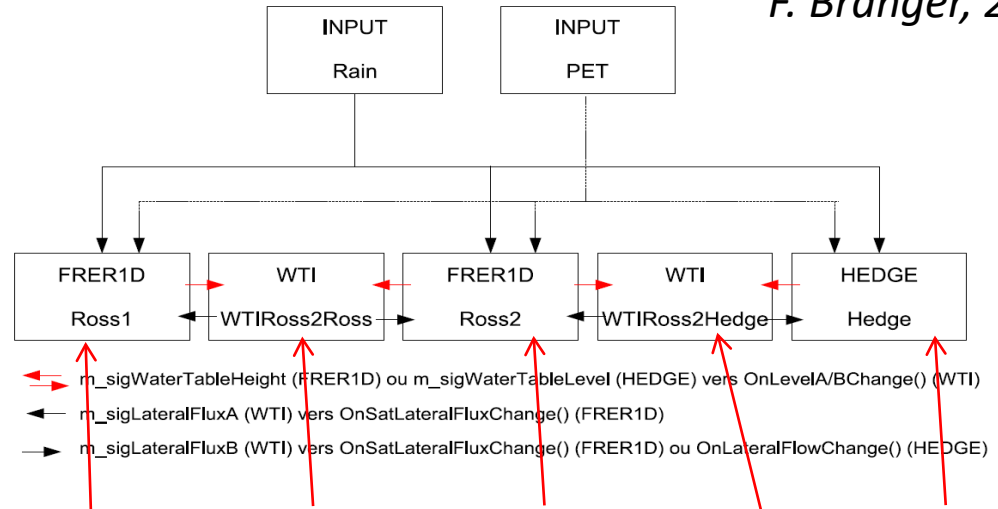 F. Branger, 2
INPUT
Rain
INPUT
PET
FRER1D
Ross1
WTI
WTIRoss2Ross
FRER1D
Ross2
WTI
WTIRoss2Hedge
HEDGE
Hedge
m_sigWaterTableHeight (FRER1D) ou m_sigWaterTableLevel (HEDGE) vers OnLevelA/BChange() (WTI)
m_sigLateralFluxA (WTI) vers OnSatLateralFluxChange() (FRER1D)
m_sigLateralFluxB (WTI) vers OnSatLateralFluxChange() (FRER1D) ou OnLateralFlowChange() (HEDGE)